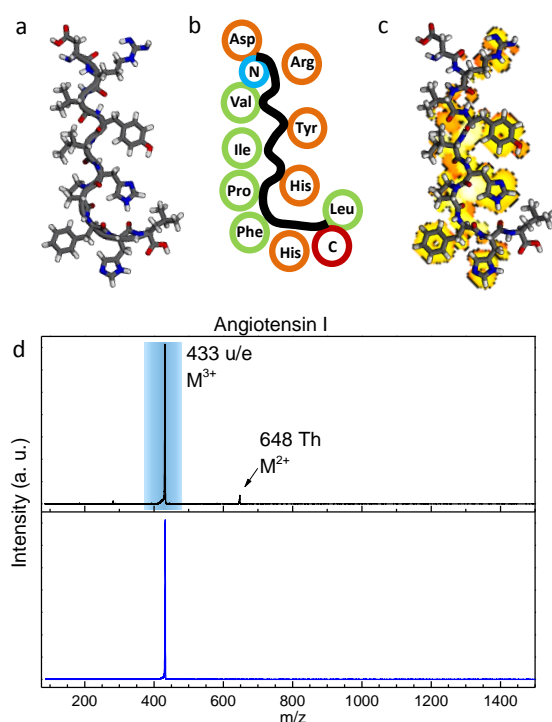 a
b
c
Asp
N
Arg
Val
Tyr
Ile
His
Pro
Leu
Phe
His
C
Angiotensin I
d
433 u/e
M³⁺
648 Th
M²⁺
Intensity (a. u.)
200 400 600 800 1000 1200 1400
m/z